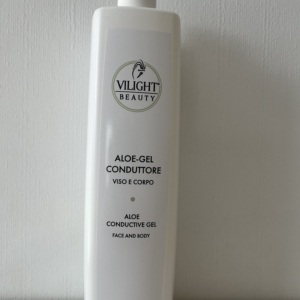 VILIGHT
BEAUTY
ALOE-GEL
CONDUTTORE
VISO E CORPO
ALOE
CONDUCTIVE GEL
FACE AND BODY